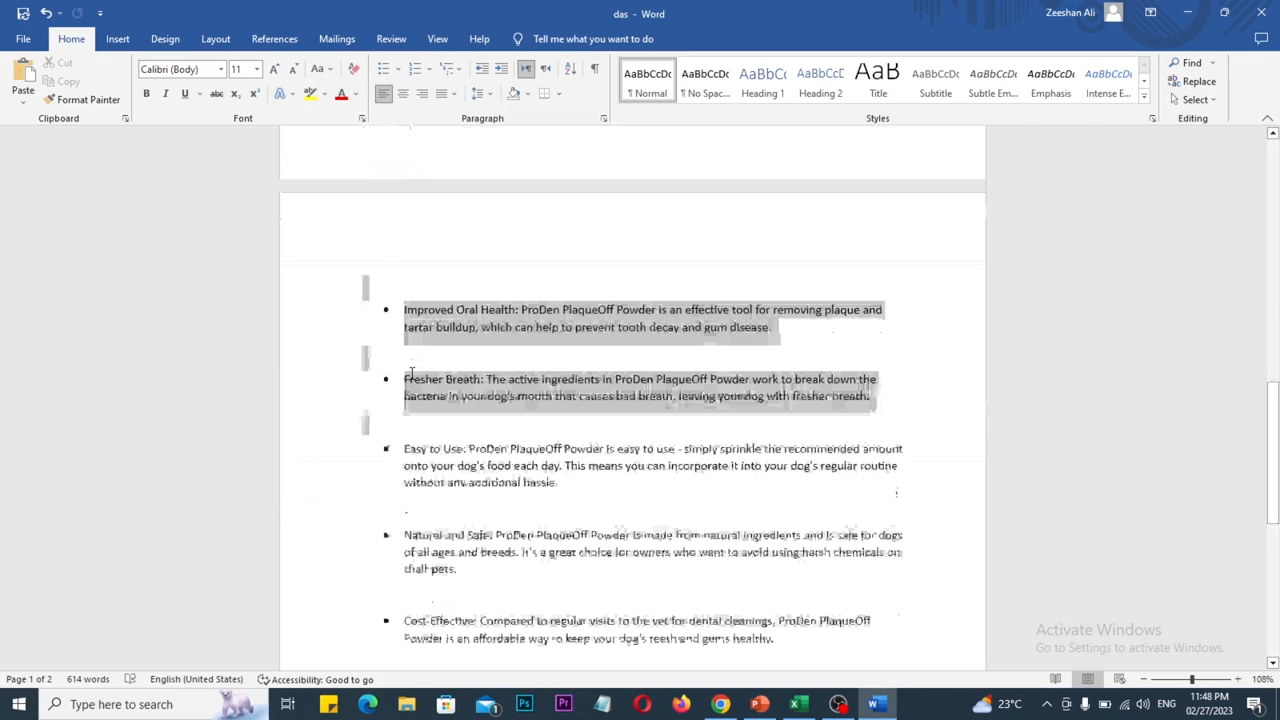 das - Word
Zeeshan Ali
File Home Insert Design Layout References Mailings Review View Help Tell me what you want to do
Paste
Cut
Copy
Format Painter
Clipboard
Calibri (Body) 11
Font
Paragraph
AaBbCcDc AaBbCcDc AaBbC( AaBbCcD AaB AaBbCcD AaBbCcDc AaBbCcDc AaBbCcDc
¶ Normal ¶ No Spac... Heading 1 Heading 2 Title Subtitle Subtle Em... Emphasis Intense E...
Styles
Find
Replace
Select
Editing
Improved Oral Health: ProDen PlaqueOff Powder is an effective tool for removing plaque and
tartar buildup, which can help to prevent tooth decay and gum disease.
Fresher Breath: The active ingredients in ProDen PlaqueOff Powder work to break down the
bacteria in your dog's mouth that causes bad breath, leaving your dog with fresher breath.
Easy to Use: ProDen PlaqueOff Powder is easy to use - simply sprinkle the recommended amount
onto your dog's food each day. This means you can incorporate it into your dog's regular routine
without any additional hassle.
Natural and Safe: ProDen PlaqueOff Powder is made from natural ingredients and is safe for dogs
of all ages and breeds. It's a great choice for owners who want to avoid using harsh chemicals on
pets.
Cost-Effective: Compared to regular visits to the vet for dental cleanings, ProDen PlaqueOff
Powder is an affordable way to keep your dog's teeth and gums healthy.
Activate Windows
Go to Settings to activate Windows.
Page 1 of 2 614 words English (United States) Accessibility: Good to go 108%
Type here to search
23°C
ENG
11:48 PM
02/27/2023